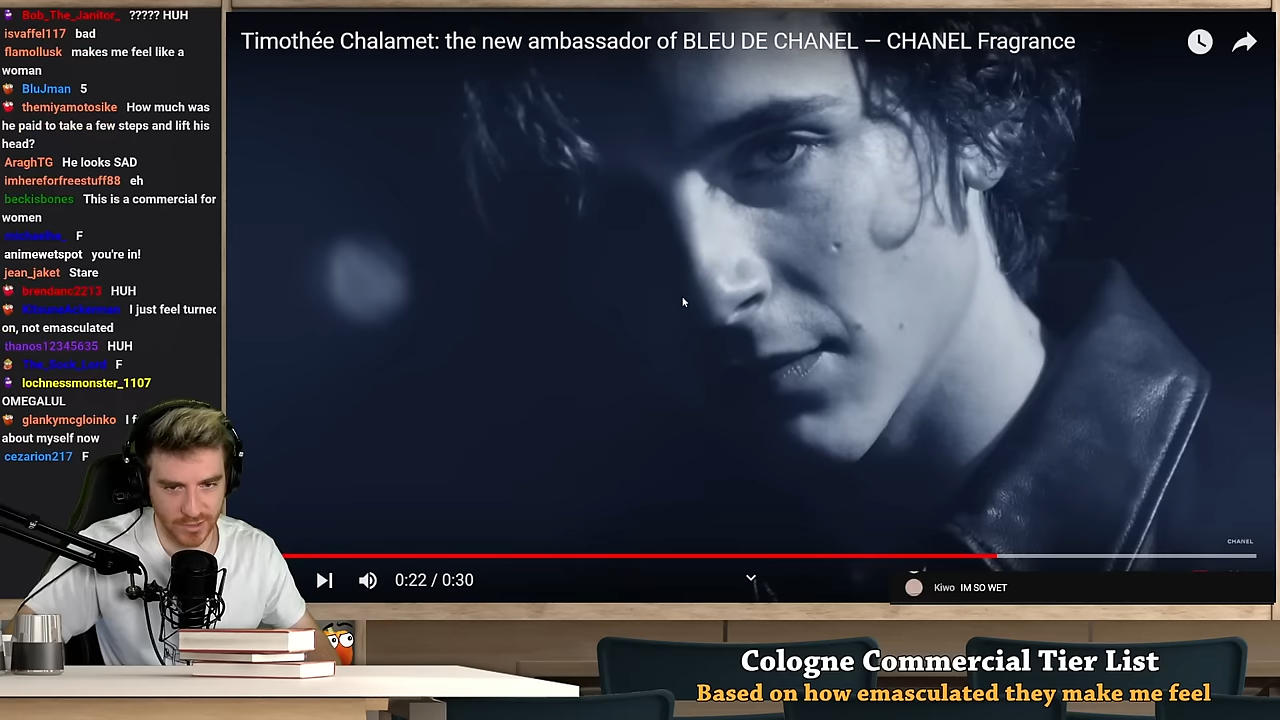 Bob_The_Janitor_ ????? HUH
isvaffel117 bad
flamollusk makes me feel like a
woman
BluJman 5
themiyamotosike How much was
he paid to take a few steps and lift his
head?
AraghTG He looks SAD
imhereforfreestuff88 eh
beckisbones This is a commercial for
women
F
animewetspot you're in!
jean_jaket Stare
brendanc2213 HUH
I just feel turned
on, not emasculated
thanos12345635 HUH
F
lochnessmonster_1107
OMEGALUL
glankymcgloinko I f
about myself now
cezarion217 F
Timothée Chalamet: the new ambassador of BLEU DE CHANEL — CHANEL Fragrance
CHANEL
0:22 / 0:30
Kiwo IM SO WET
Cologne Commercial Tier List
Based on how emasculated they make me feel